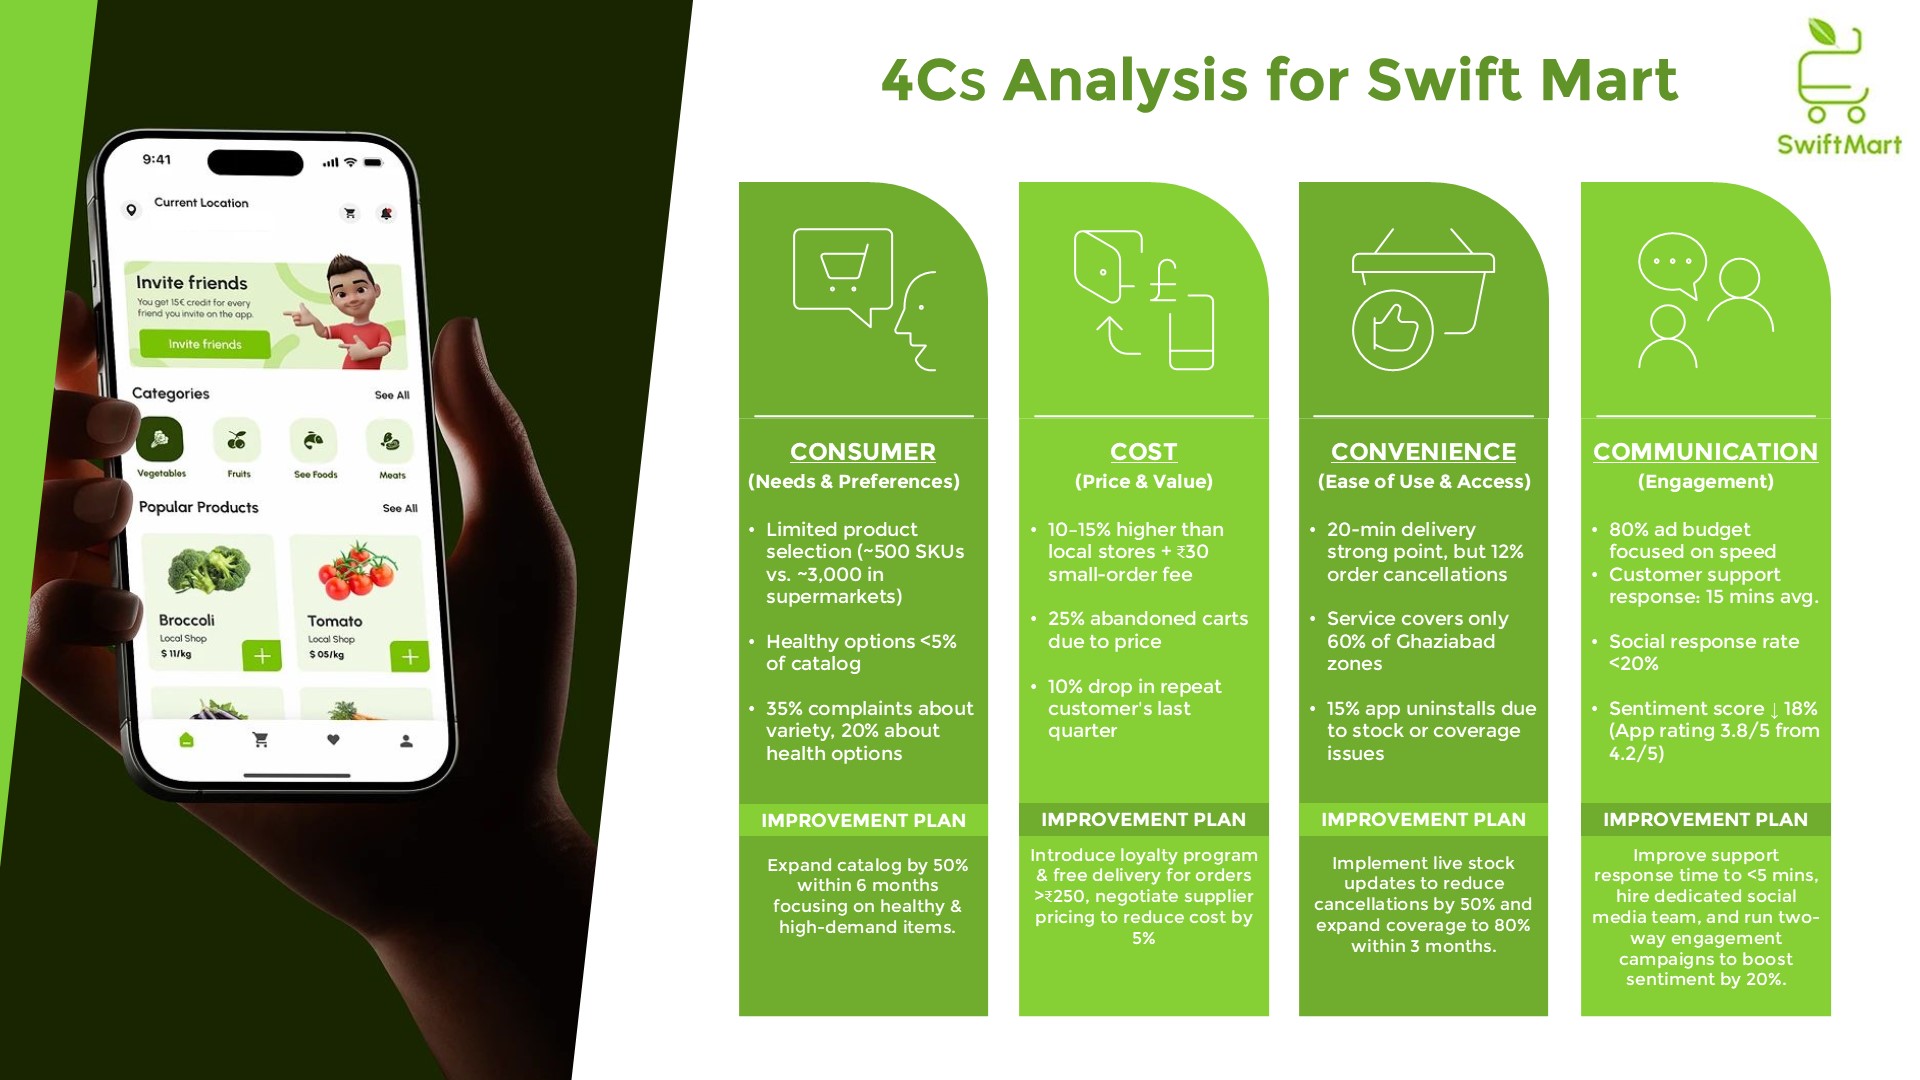 4Cs Analysis for Swift Mart
SwiftMart
9:41
Current Location
Invite friends
You get 15€ credit for every
friend you invite on the app.
Invite friends
Categories
See All
Vegetables
Fruits
See Foods
Meats
Popular Products
See All
Broccoli
Local Shop
$ 11/kg
Tomato
Local Shop
$ 05/kg
CONSUMER
(Needs & Preferences)
• Limited product
selection (~500 SKUs
vs. ~3,000 in
supermarkets)
• Healthy options <5%
of catalog
• 35% complaints about
variety, 20% about
health options
IMPROVEMENT PLAN
Expand catalog by 50%
within 6 months
focusing on healthy &
high-demand items.
COST
(Price & Value)
• 10–15% higher than
local stores + ₹30
small-order fee
• 25% abandoned carts
due to price
• 10% drop in repeat
customer's last
quarter
IMPROVEMENT PLAN
Introduce loyalty program
& free delivery for orders
>₹250, negotiate supplier
pricing to reduce cost by
5%
CONVENIENCE
(Ease of Use & Access)
• 20-min delivery
strong point, but 12%
order cancellations
• Service covers only
60% of Ghaziabad
zones
• 15% app uninstalls due
to stock or coverage
issues
IMPROVEMENT PLAN
Implement live stock
updates to reduce
cancellations by 50% and
expand coverage to 80%
within 3 months.
COMMUNICATION
(Engagement)
• 80% ad budget
focused on speed
• Customer support
response: 15 mins avg.
• Social response rate
<20%
• Sentiment score ↓ 18%
(App rating 3.8/5 from
4.2/5)
IMPROVEMENT PLAN
Improve support
response time to <5 mins,
hire dedicated social
media team, and run two-
way engagement
campaigns to boost
sentiment by 20%.